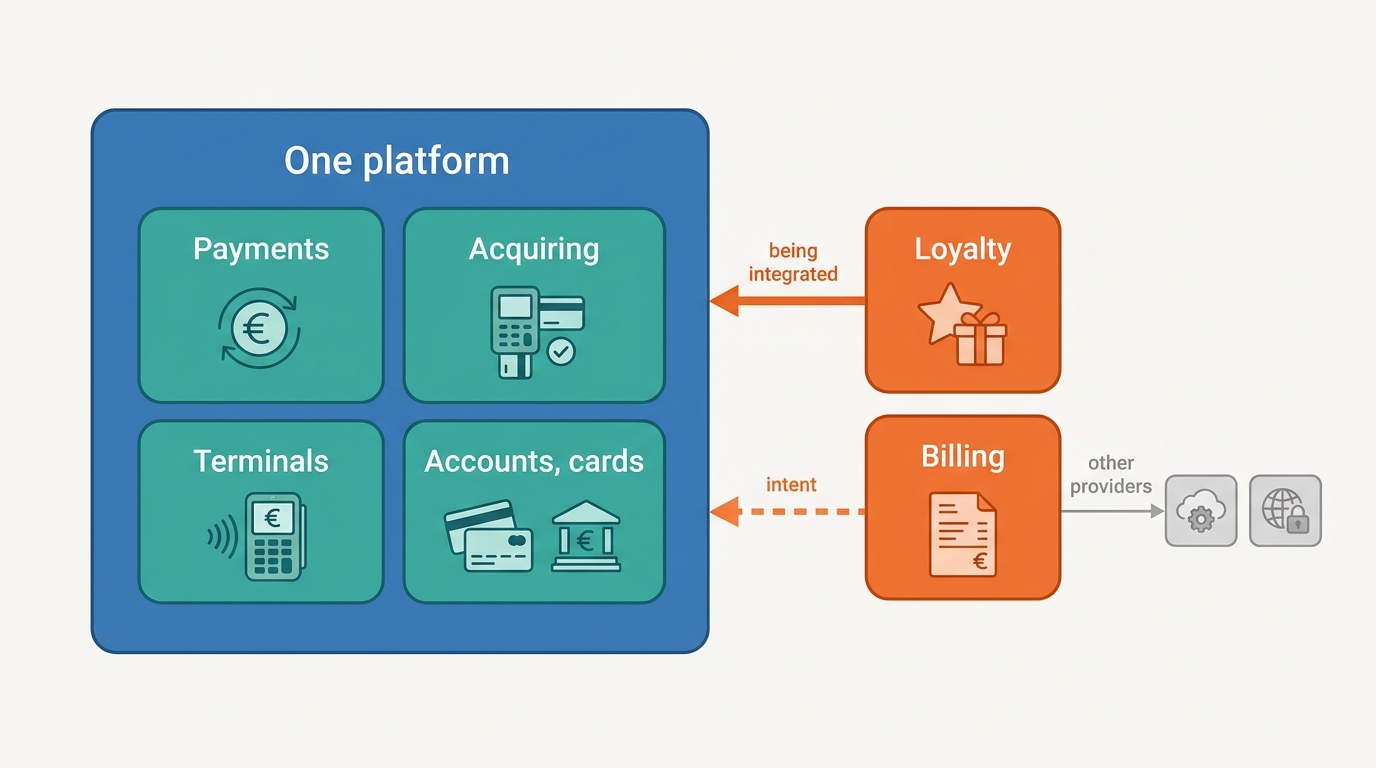 One platform
Payments
Acquiring
being
integrated
Loyalty
€
Terminals
Accounts, cards
intent
Billing
other
providers
€
€
€